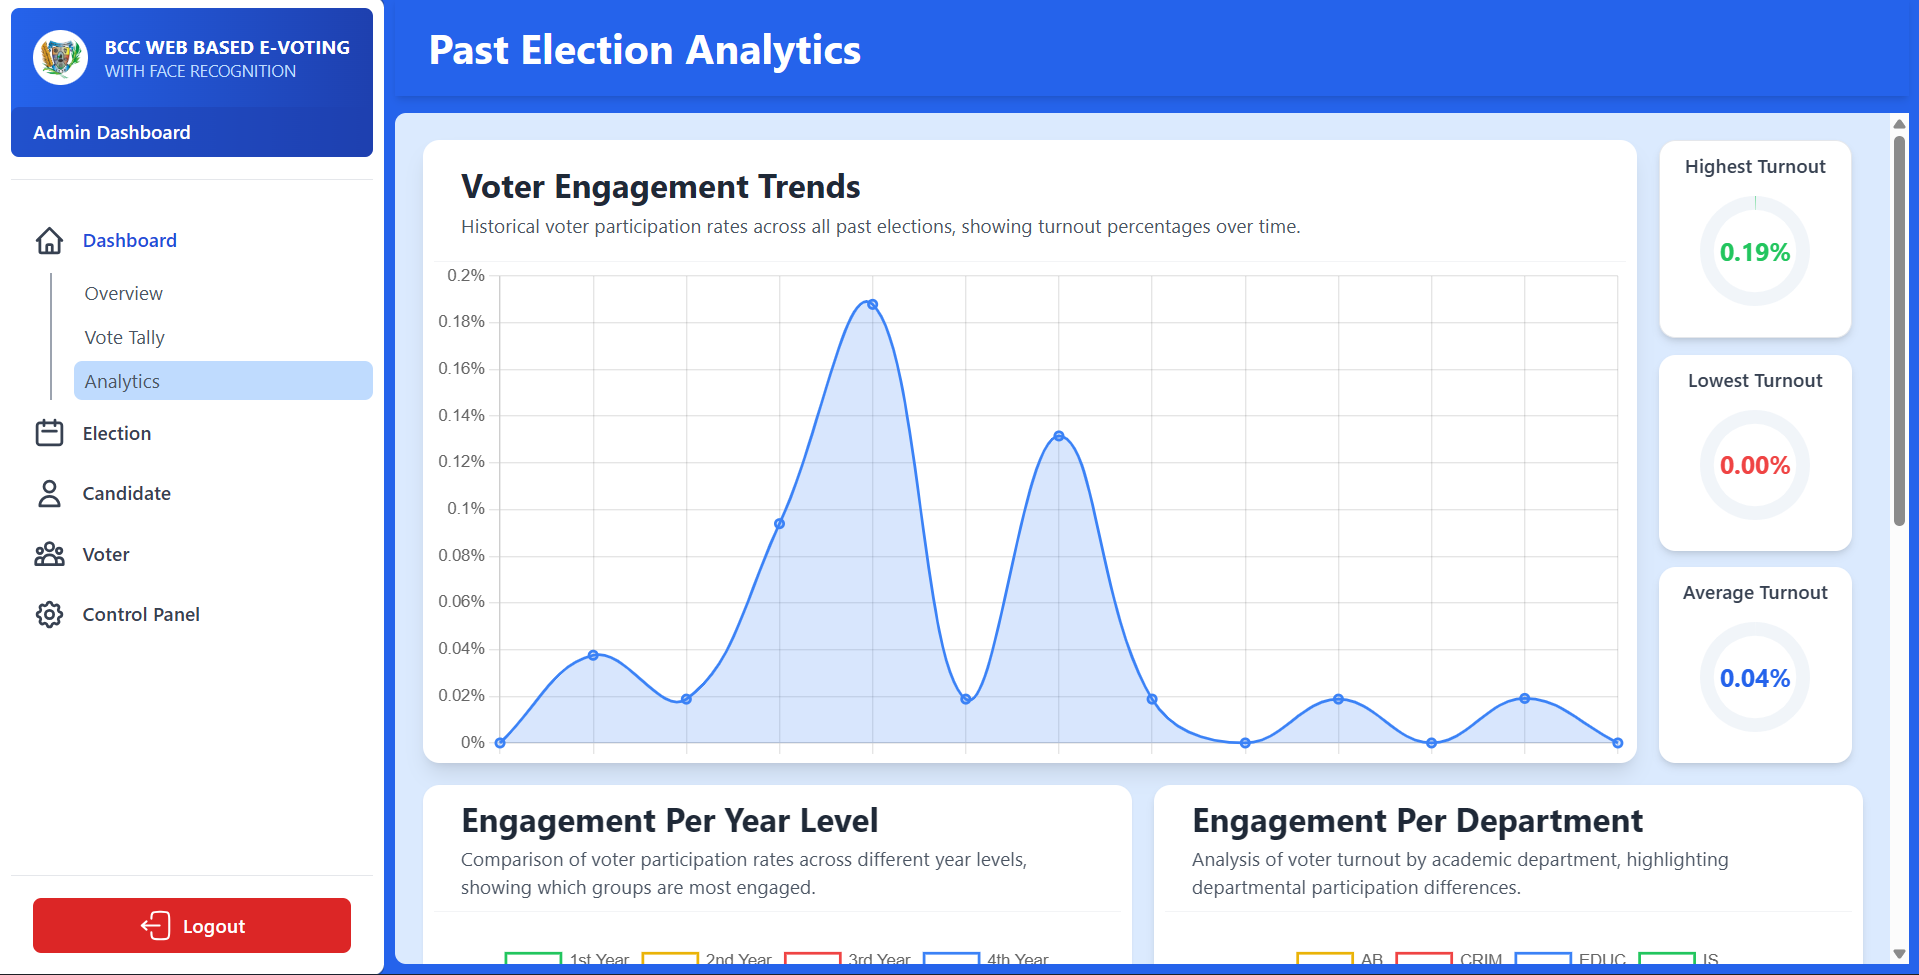 BCC WEB BASED E-VOTING
WITH FACE RECOGNITION
Admin Dashboard
Dashboard
Overview
Vote Tally
Analytics
Election
Candidate
Voter
Control Panel
Logout
Past Election Analytics
Voter Engagement Trends
Historical voter participation rates across all past elections, showing turnout percentages over time.
0.2%
0.18%
0.16%
0.14%
0.12%
0.1%
0.08%
0.06%
0.04%
0.02%
0%
Highest Turnout
0.19%
Lowest Turnout
0.00%
Average Turnout
0.04%
Engagement Per Year Level
Comparison of voter participation rates across different year levels,
showing which groups are most engaged.
1st Year 2nd Year 3rd Year 4th Year
Engagement Per Department
Analysis of voter turnout by academic department, highlighting
departmental participation differences.
AB CRIM EDUC IS